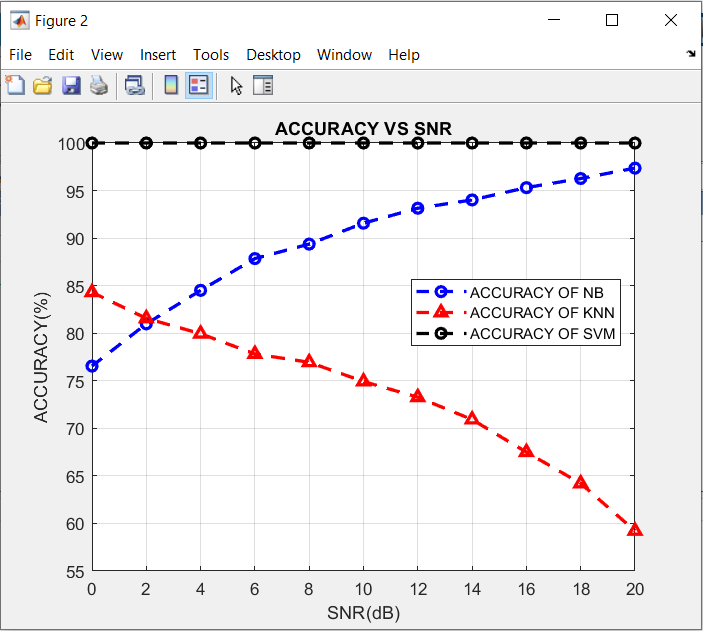 Figure 2
File Edit View Insert Tools Desktop Window Help
ACCURACY VS SNR
ACCURACY(%)
100
95
90
85
80
75
70
65
60
55
ACCURACY OF NB
ACCURACY OF KNN
ACCURACY OF SVM
0 2 4 6 8 10 12 14 16 18 20
SNR(dB)